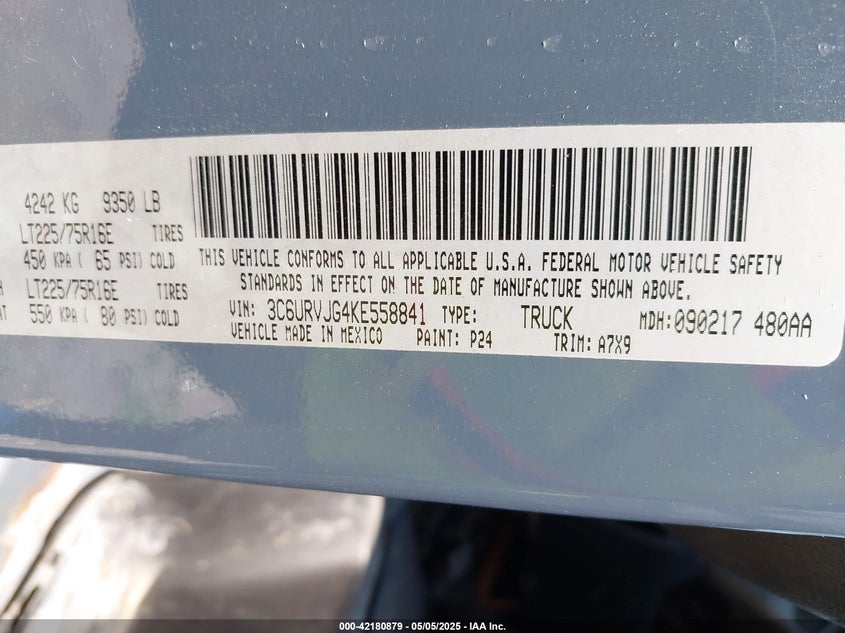 4242 KG 9350 LB
LT225/75R16E TIRES
450 KPA ( 65 PSI) COLD
LT225/75R16E TIRES
550 KPA ( 80 PSI) COLD
THIS VEHICLE CONFORMS TO ALL APPLICABLE U.S.A. FEDERAL MOTOR VEHICLE SAFETY
STANDARDS IN EFFECT ON THE DATE OF MANUFACTURE SHOWN ABOVE.
VIN: 3C6URVJG4KE558841 TYPE: TRUCK MDH: 090217 480AA
VEHICLE MADE IN MEXICO PAINT: P24 TRIM: A7X9
000-42180879 - 05/05/2025 - IAA Inc.